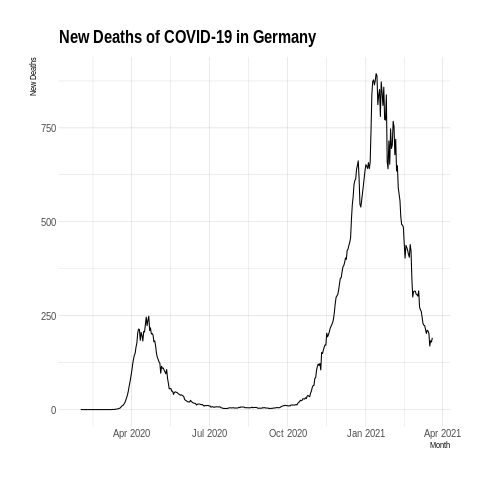 New Deaths of COVID-19 in Germany
New Deaths
750
500
250
0
Apr 2020 Jul 2020 Oct 2020 Jan 2021 Apr 2021
Month